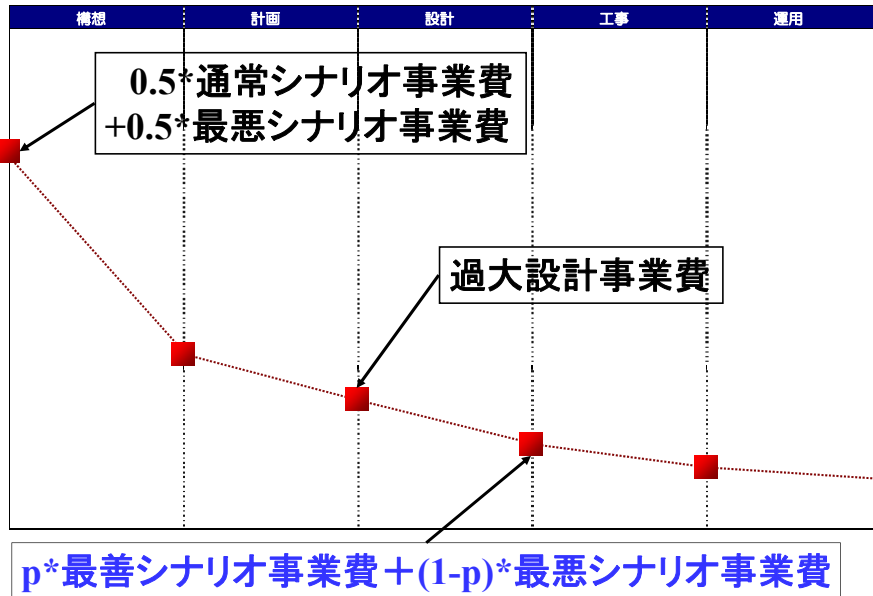 構想 計画 設計 工事 運用
0.5*通常シナリオ事業費
+0.5*最悪シナリオ事業費
過大設計事業費
p*最善シナリオ事業費+(1-p)*最悪シナリオ事業費